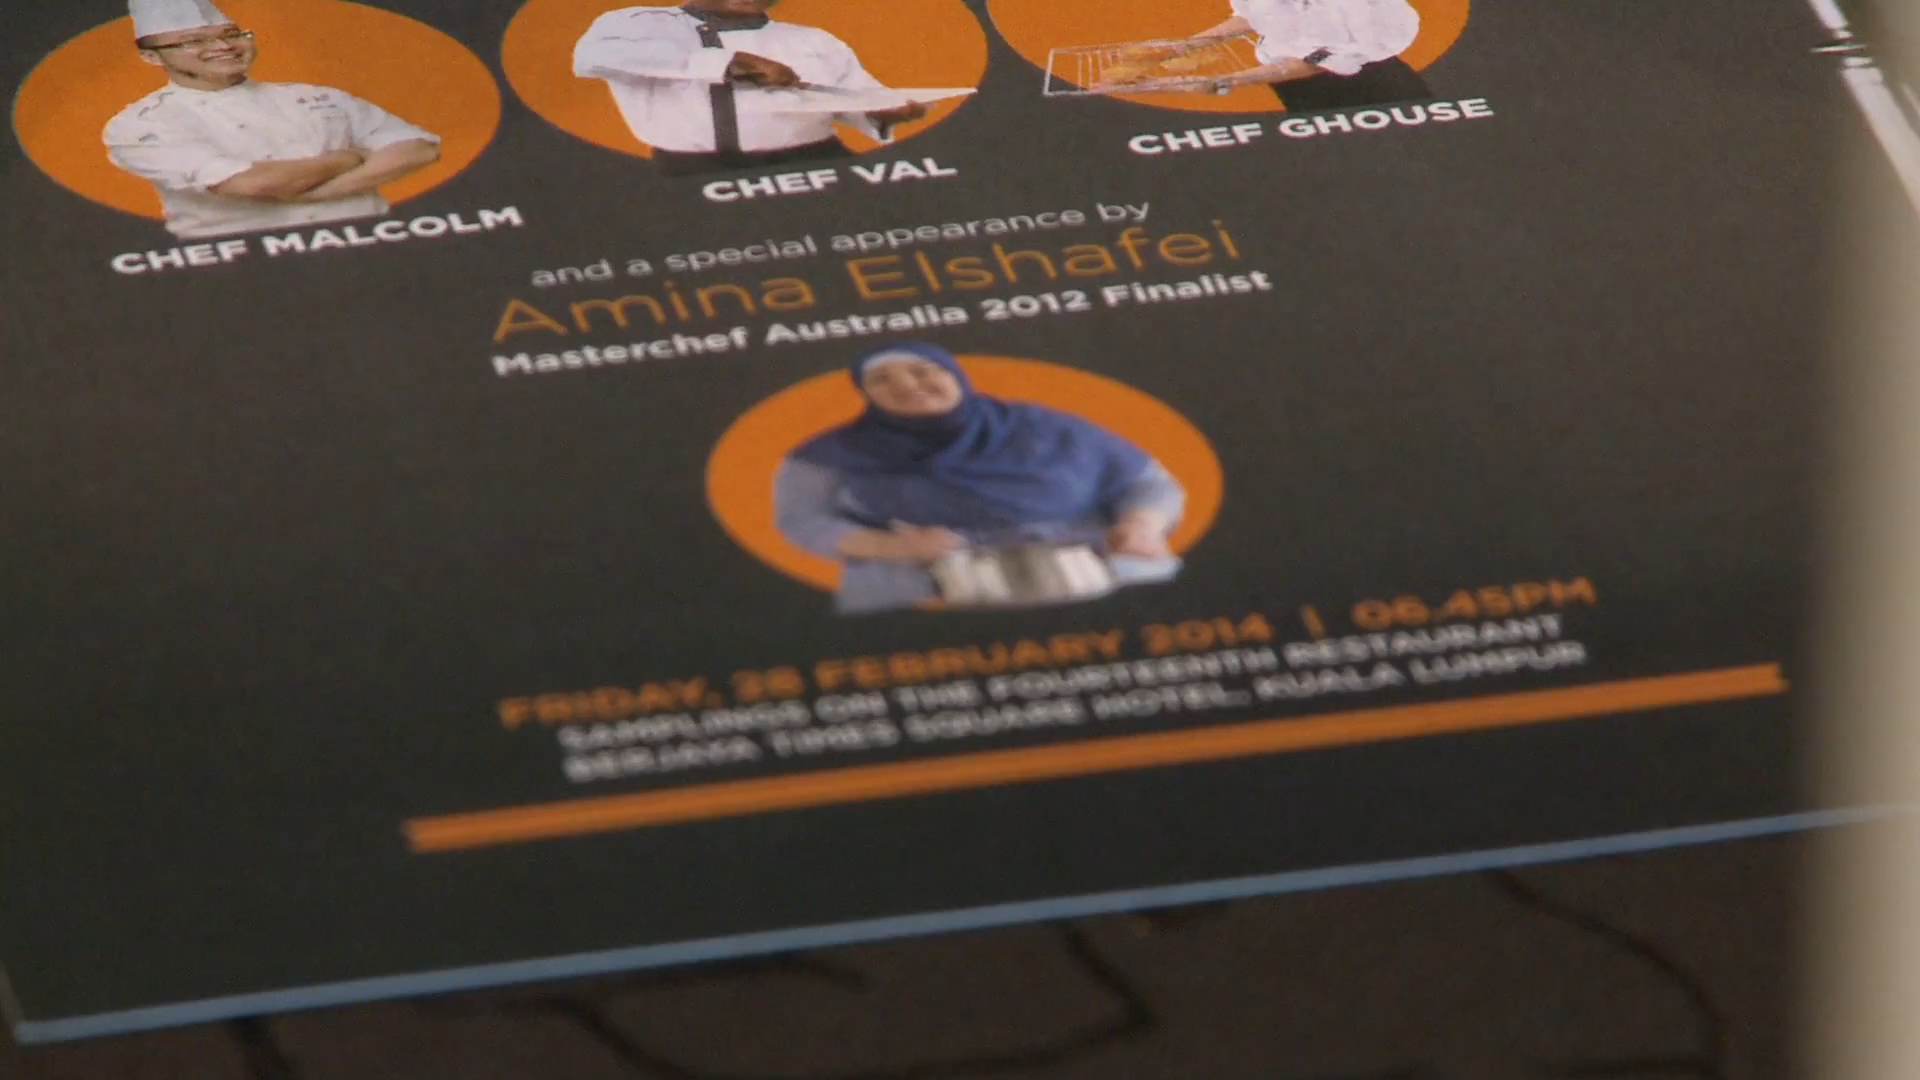 CHEF MALCOLM
CHEF VAL
CHEF GHOUSE
and a special appearance by
Amina Elshafei
Masterchef Australia 2012 Finalist
FRIDAY, 28 FEBRUARY 2014 | 06.45PM
SAMPLINGS ON THE FOURTEENTH RESTAURANT
BERJAYA TIMES SQUARE HOTEL, KUALA LUMPUR